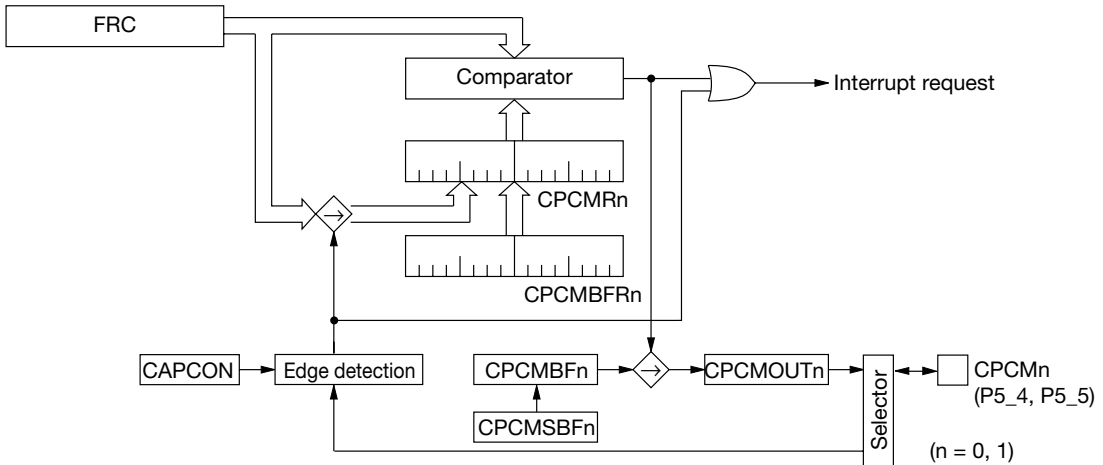 FRC
Comparator
Interrupt request
CPCMRn
CPCMBFRn
CAPCON
Edge detection
CPCMBFn
CPCMOUTn
Selector
CPCMn
(P5_4, P5_5)
CPCMSBFn
(n = 0, 1)